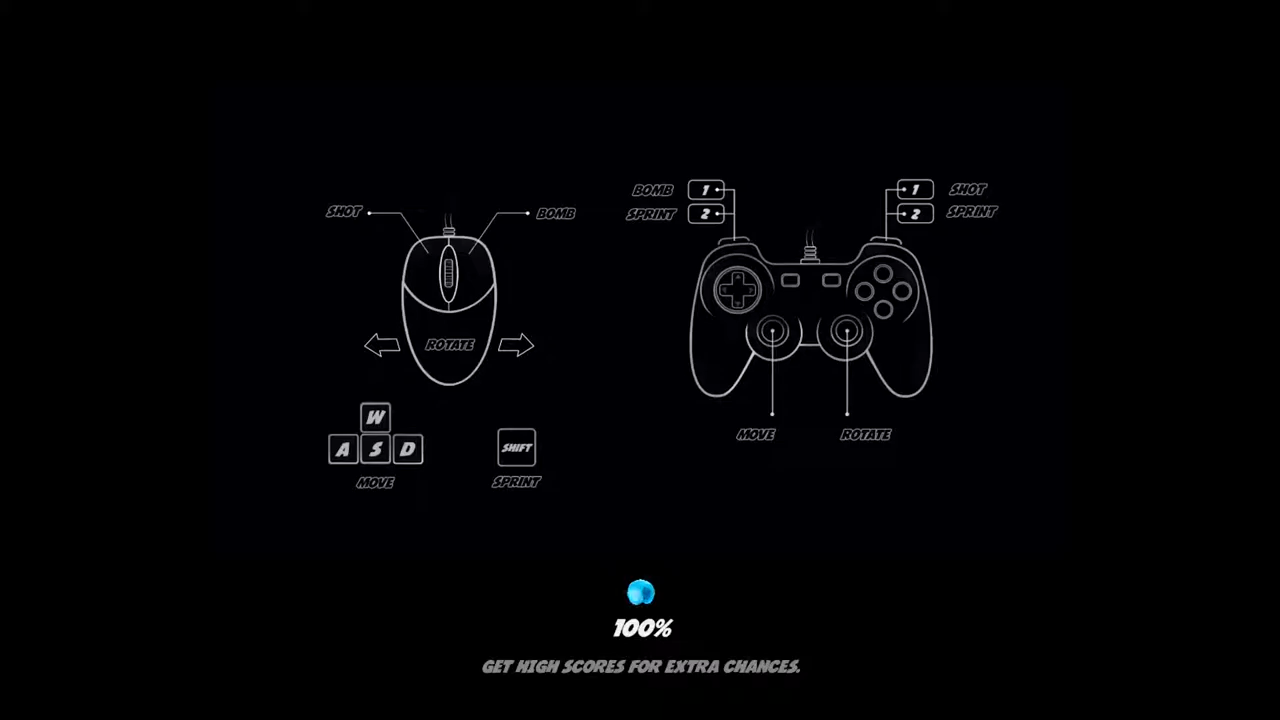 SHOT
BOMB
ROTATE
W
A S D
MOVE
SHIFT
SPRINT
BOMB 1
SPRINT 2
1 SHOT
2 SPRINT
MOVE
ROTATE
100%
GET HIGH SCORES FOR EXTRA CHANCES.